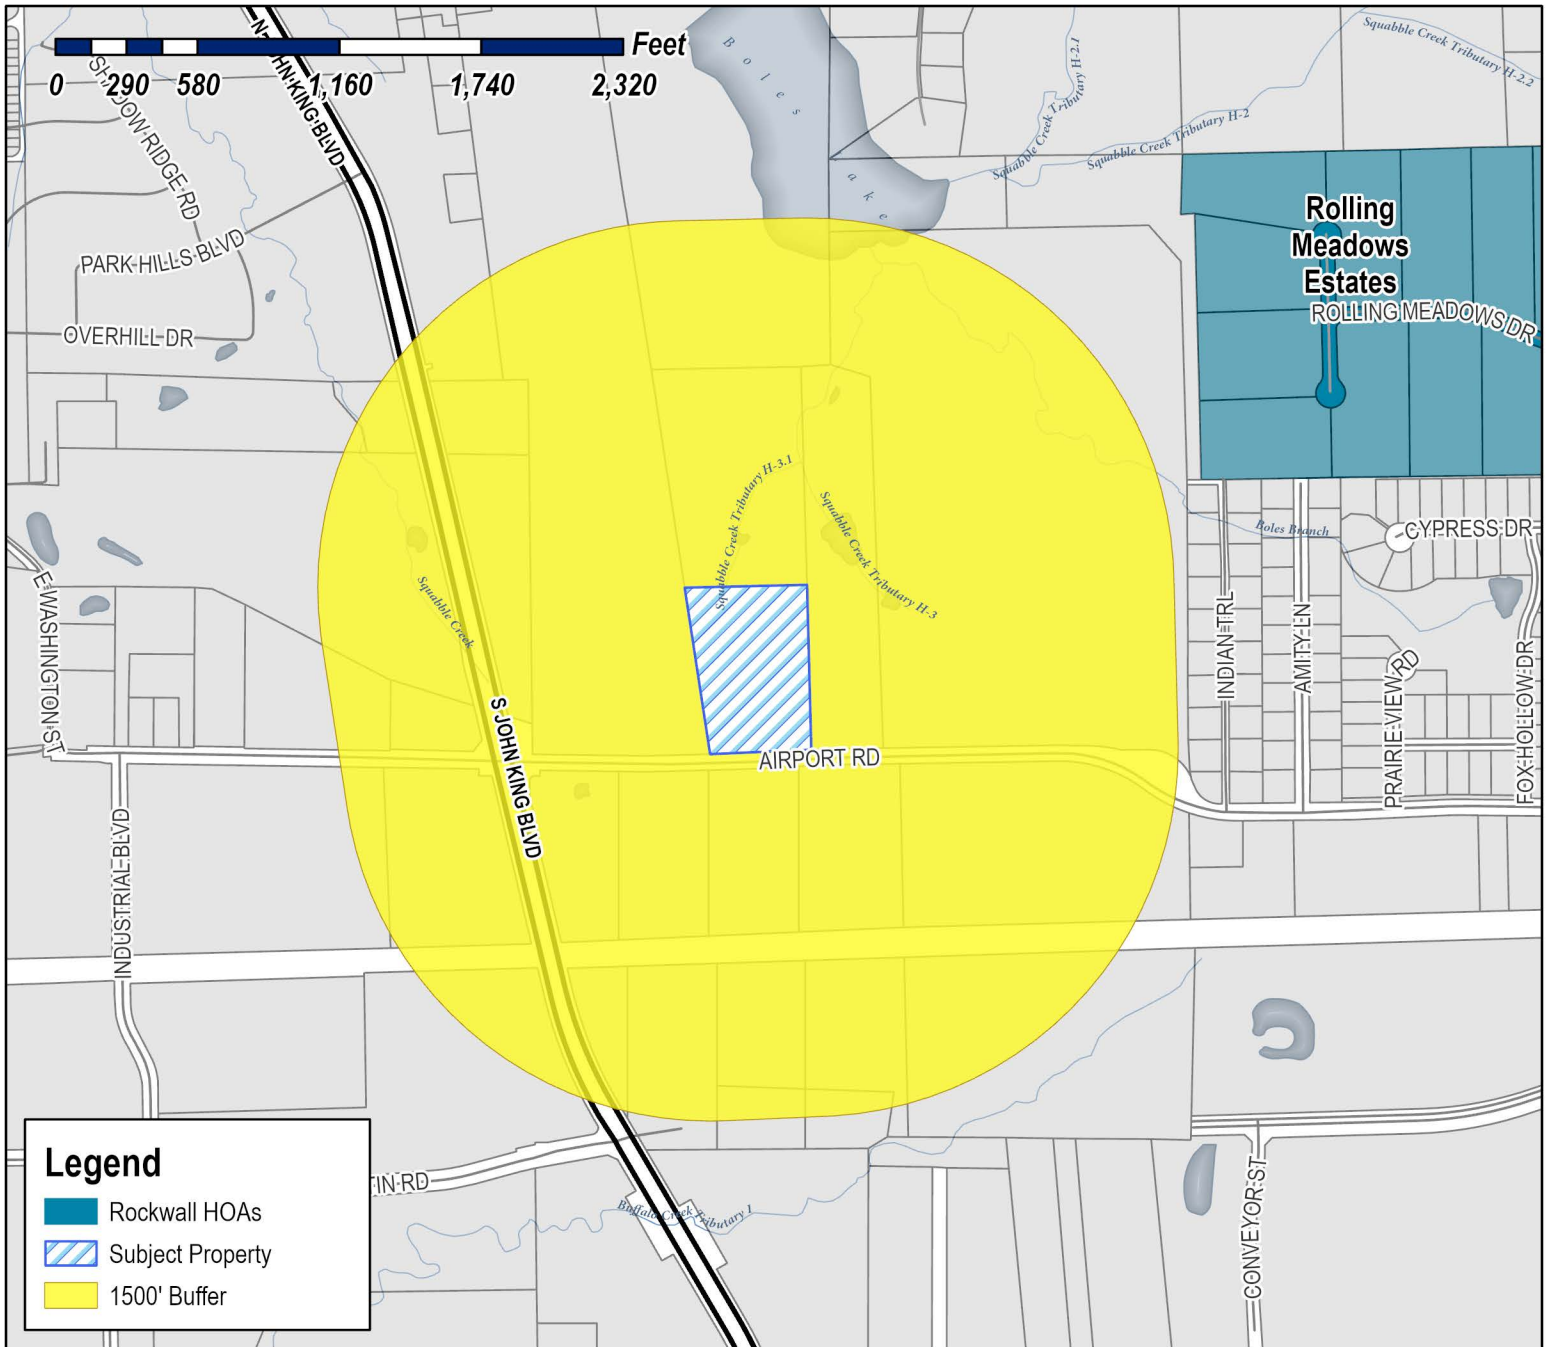 Feet
0 290 580 1,160 1,740 2,320
N JOHN KING BLVD
SHADOW RIDGE RD
PARK HILLS BLVD
OVERHILL DR
Boles Lake
Squabble Creek Tributary H-2.1
Squabble Creek Tributary H-2
Squabble Creek Tributary H-2.2
Rolling
Meadows
Estates
ROLLING MEADOWS DR
Squabble Creek Tributary H-3.1
Squabble Creek Tributary H-3
Squabble Creek
Boles Branch
CYPRESS DR
E WASHINGTON ST
INDIAN TRL
AMITY LN
PRAIRIE VIEW RD
FOX HOLLOW DR
S JOHN KING BLVD
AIRPORT RD
INDUSTRIAL BLVD
TIN RD
Buffalo Creek Tributary 1
CONVEYOR ST
Legend
Rockwall HOAs
Subject Property
1500' Buffer